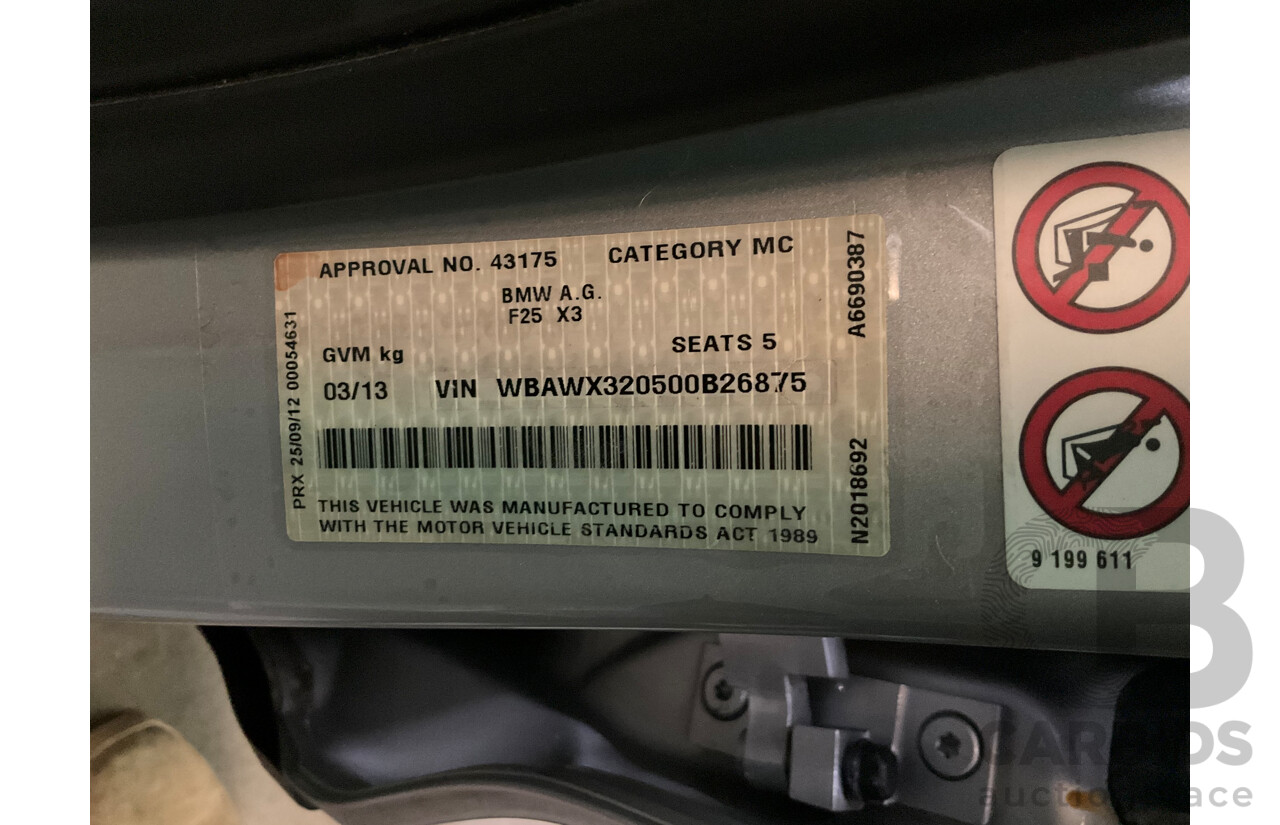 APPROVAL NO. 43175 CATEGORY MC
BMW A.G.
F25 X3
SEATS 5
GVM kg
03/13 VIN WBAWX320500B26875
THIS VEHICLE WAS MANUFACTURED TO COMPLY
WITH THE MOTOR VEHICLE STANDARDS ACT 1989
PRX 25/09/12 00054631
A6690387
N2018692
9 199 611
CARBIDS